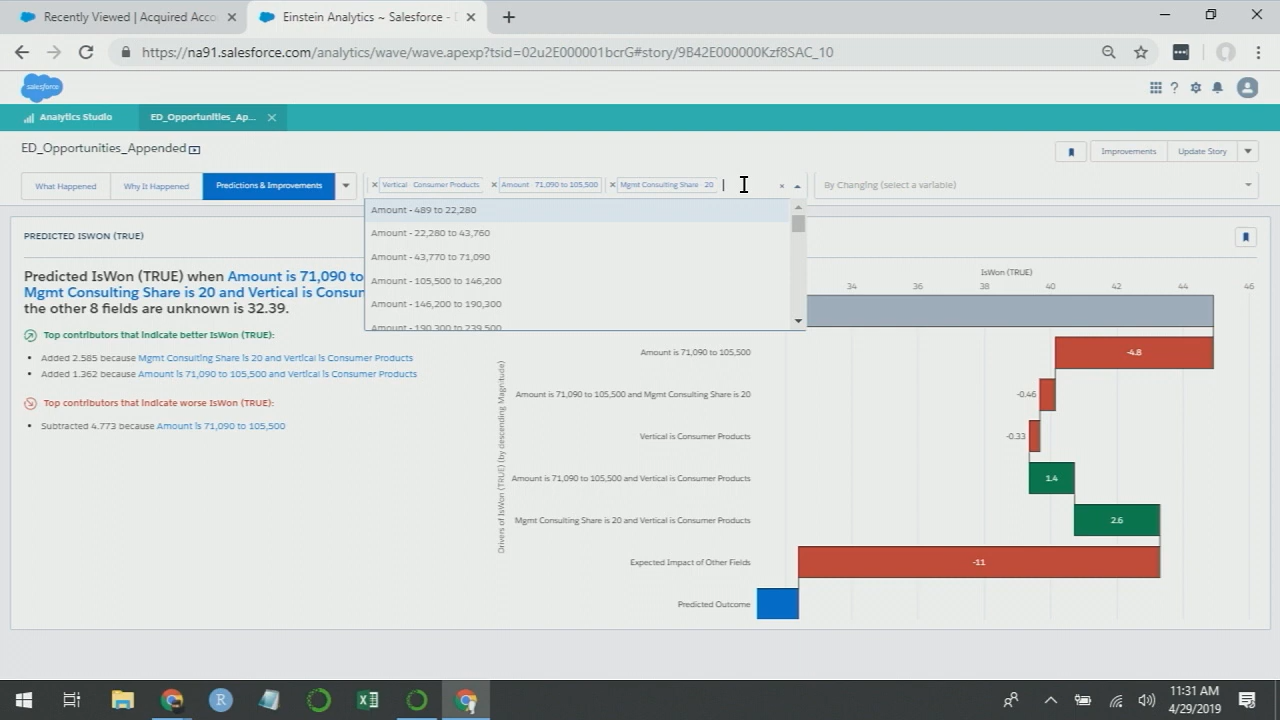 Recently Viewed | Acquired Acco
Einstein Analytics ~ Salesforce -
https://na91.salesforce.com/analytics/wave/wave.apexp?tsid=02u2E000001bcrG#story/9B42E000000Kzf8SAC_10
salesforce
Analytics Studio
ED_Opportunities_Ap...
ED_Opportunities_Appended
Improvements
Update Story
What Happened
Why It Happened
Predictions & Improvements
Vertical - Consumer Products
Amount - 71,090 to 105,500
Mgmt Consulting Share - 20
By Changing (select a variable)
Amount - 489 to 22,280
Amount - 22,280 to 43,760
Amount - 43,770 to 71,090
Amount - 105,500 to 146,200
Amount - 146,200 to 190,300
Amount - 190,300 to 239,500
PREDICTED ISWON (TRUE)
Predicted IsWon (TRUE) when Amount is 71,090 to
Mgmt Consulting Share is 20 and Vertical is Consum
the other 8 fields are unknown is 32.39.
Top contributors that indicate better IsWon (TRUE):
• Added 2.585 because Mgmt Consulting Share is 20 and Vertical is Consumer Products
• Added 1.362 because Amount is 71,090 to 105,500 and Vertical is Consumer Products
Top contributors that indicate worse IsWon (TRUE):
• Subtracted 4.773 because Amount is 71,090 to 105,500
IsWon (TRUE)
34 36 38 40 42 44 46
Drivers of IsWon (TRUE) (by descending Magnitude)
Amount is 71,090 to 105,500
-4.8
Amount is 71,090 to 105,500 and Mgmt Consulting Share is 20
-0.46
Vertical is Consumer Products
-0.33
Amount is 71,090 to 105,500 and Vertical is Consumer Products
1.4
Mgmt Consulting Share is 20 and Vertical is Consumer Products
2.6
Expected Impact of Other Fields
-11
Predicted Outcome
11:31 AM
4/29/2019